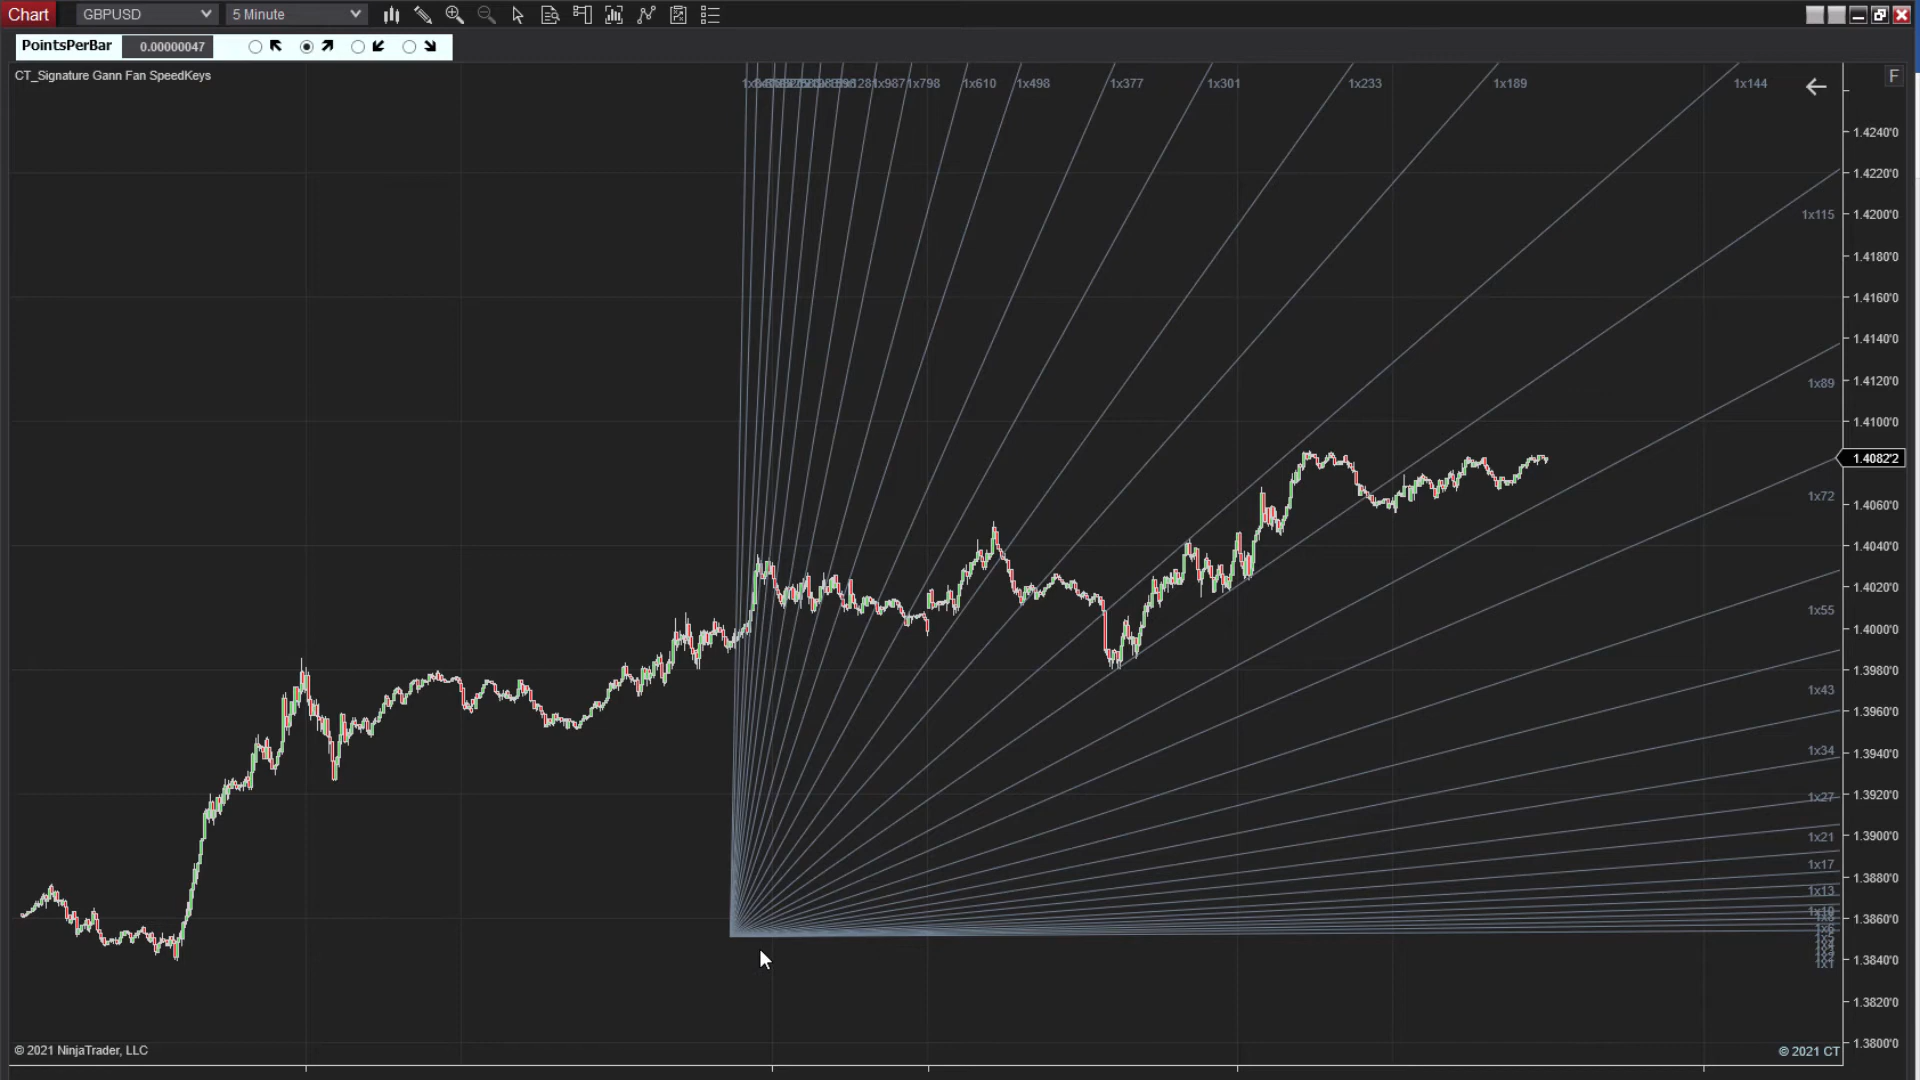 Chart GBPUSD 5 Minute
PointsPerBar 0.00000047
CT_Signature Gann Fan SpeedKeys
F
1x987 1x798 1x610 1x498 1x377 1x301 1x233 1x189 1x144
1.4240'0
1.4220'0
1x115
1.4200'0
1.4180'0
1.4160'0
1.4140'0
1x89
1.4120'0
1.4100'0
1.4082'2
1x72
1.4060'0
1.4040'0
1.4020'0
1x55
1.4000'0
1.3980'0
1x43
1.3960'0
1x34
1.3940'0
1x27
1.3920'0
1x21
1.3900'0
1x17
1.3880'0
1x13
1.3860'0
1x1
1.3840'0
1.3820'0
1.3800'0
© 2021 NinjaTrader, LLC
© 2021 CT